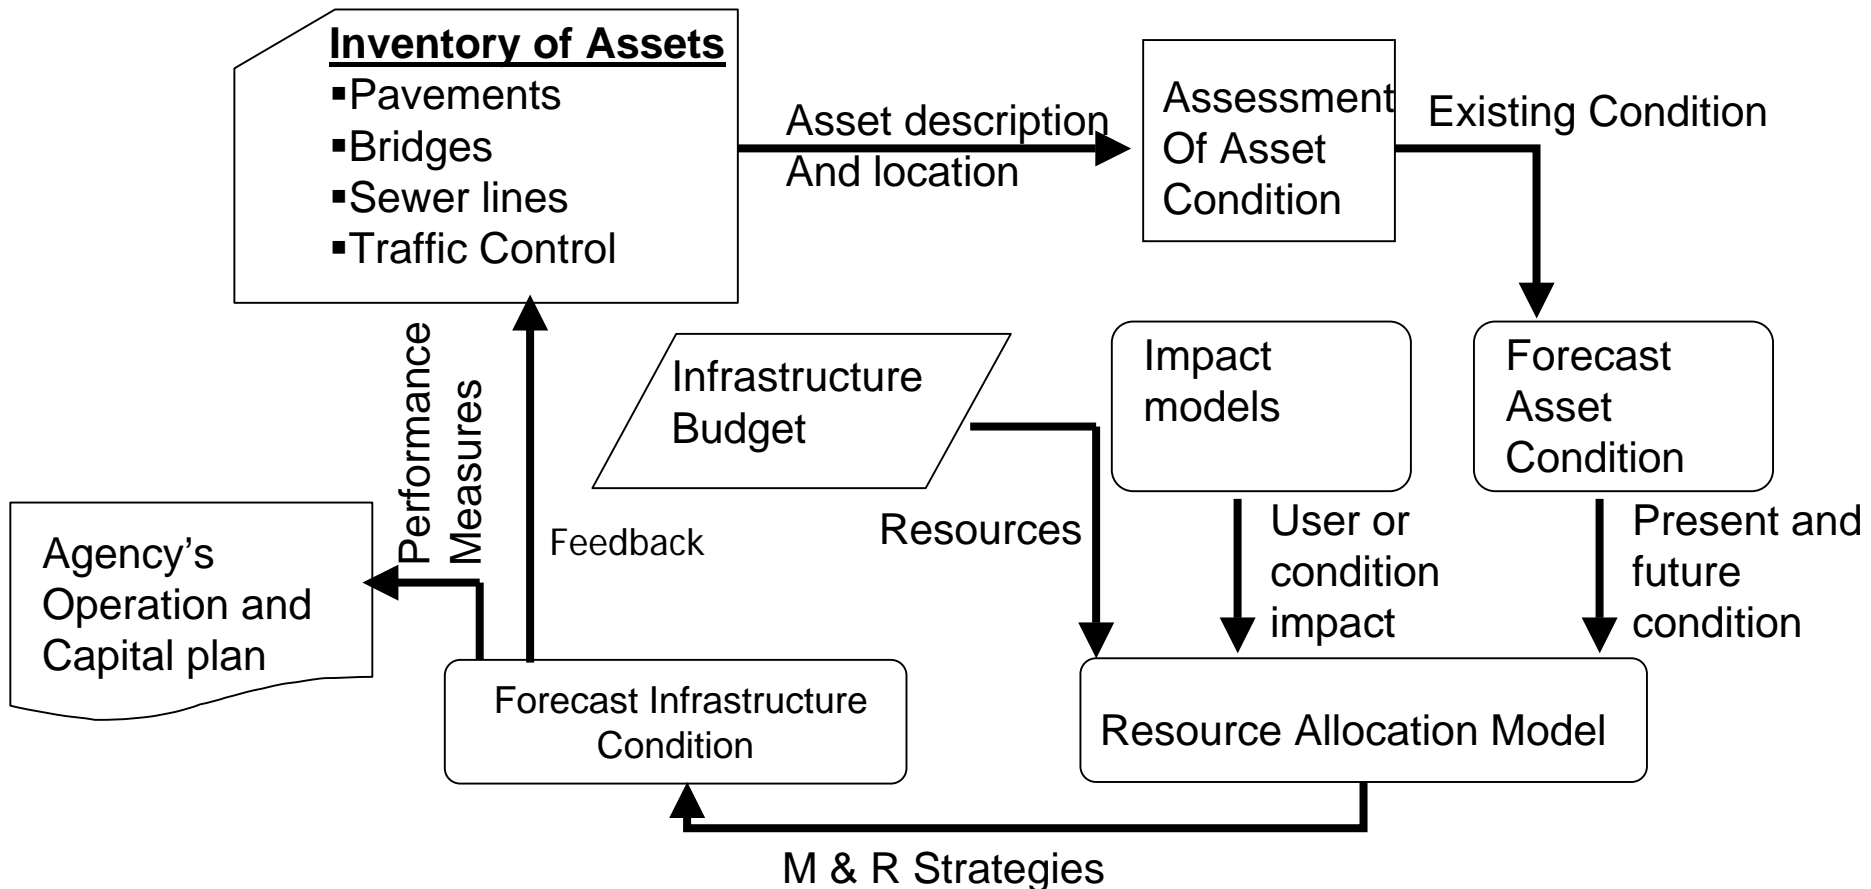 Inventory of Assets
▪Pavements
▪Bridges
▪Sewer lines
▪Traffic Control
Asset description
And location
Assessment
Of Asset
Condition
Existing Condition
Performance
Measures
Infrastructure
Budget
Impact
models
Forecast
Asset
Condition
Agency’s
Operation and
Capital plan
Feedback
Resources
User or
condition
impact
Present and
future
condition
Forecast Infrastructure
Condition
Resource Allocation Model
M & R Strategies